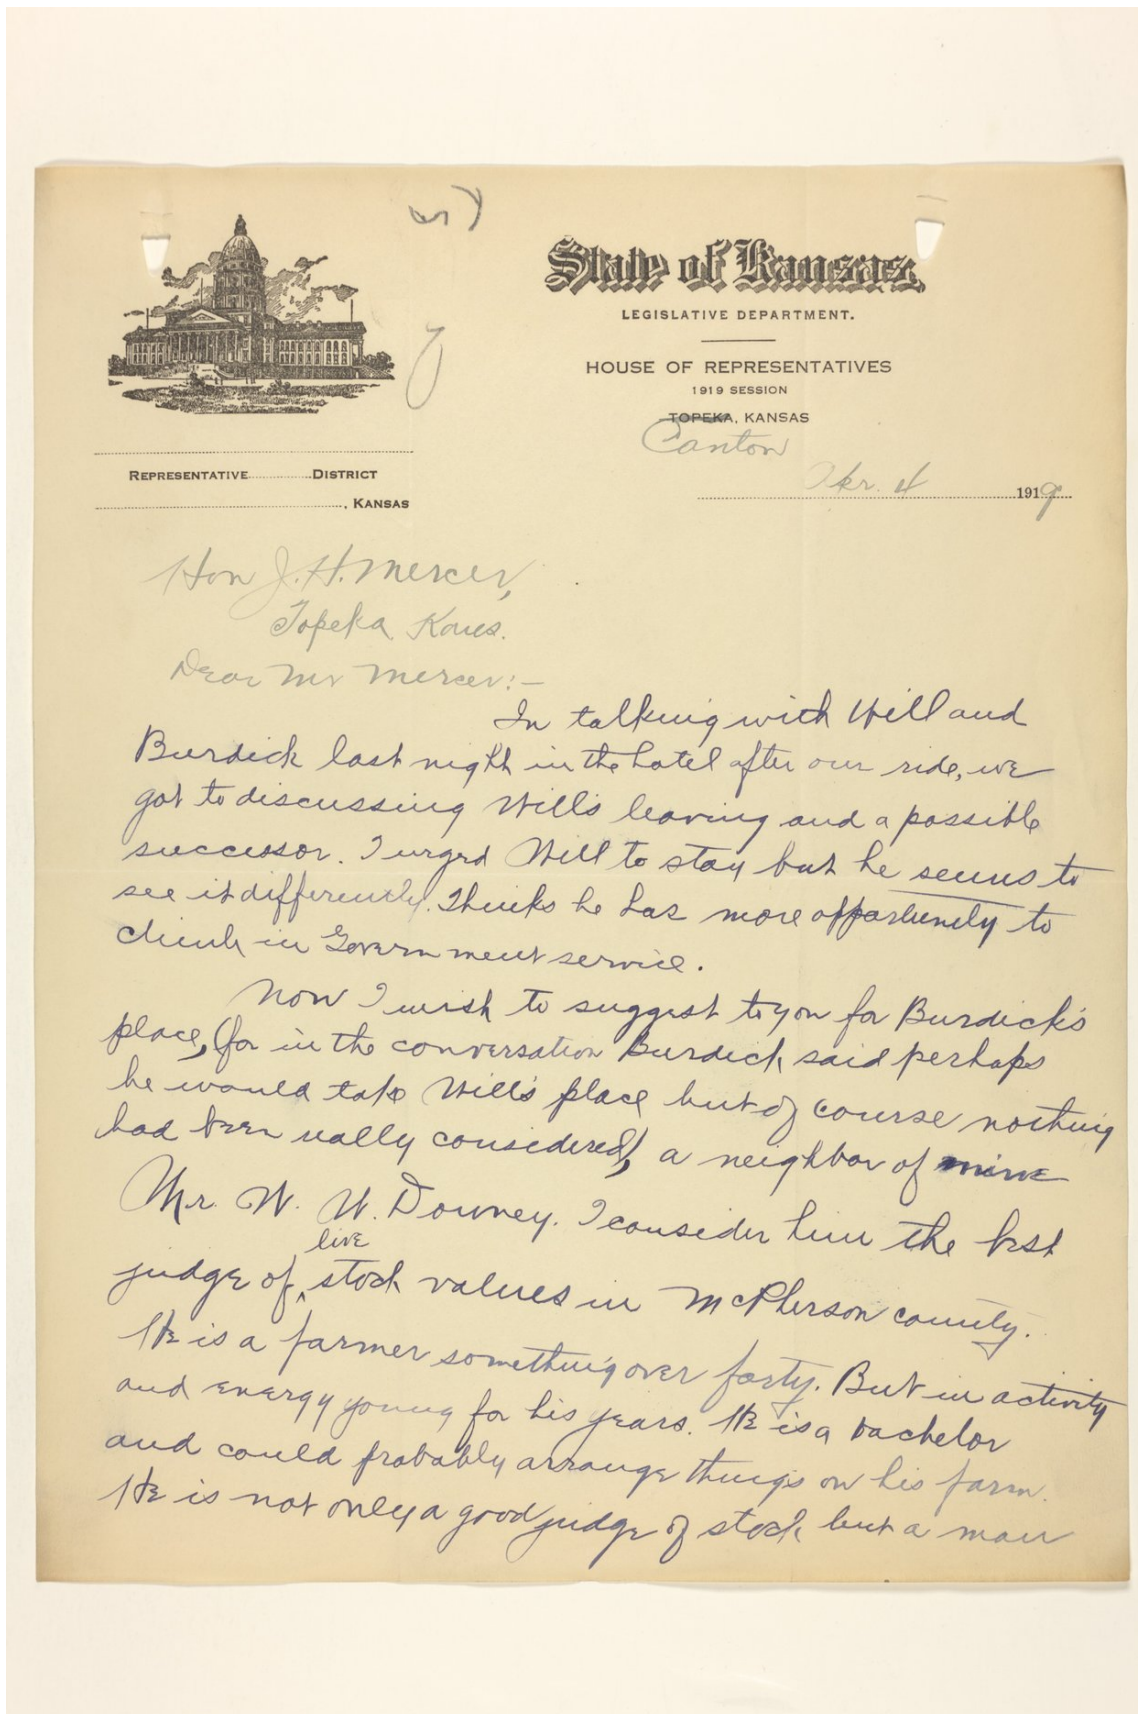 State of Kansas,
LEGISLATIVE DEPARTMENT.
HOUSE OF REPRESENTATIVES
1919 SESSION
TOPEKA, KANSAS
Canton
REPRESENTATIVE............DISTRICT
, KANSAS
Apr. 4 1919
Hon J. H. Mercer,
Topeka, Kans.
Dear Mr Mercer:-
In talking with Will and
Burdick last night in the hotel after our ride, we
got to discussing Will's leaving and a possible
successor. I urged Will to stay but he seems to
see it differently. Thinks he has more opportunity to
climb in Government service.
Now I wish to suggest to you for Burdick's
place, (for in the conversation Burdick said perhaps
he would take Will's place but of course nothing
had been really considered), a neighbor of mine
Mr. W. W. Downey. I consider him the best
live
judge of stock values in McPherson county.
He is a farmer something over forty. But in activity
and energy young for his years. He is a bachelor
and could probably arrange things on his farm.
He is not only a good judge of stock but a man